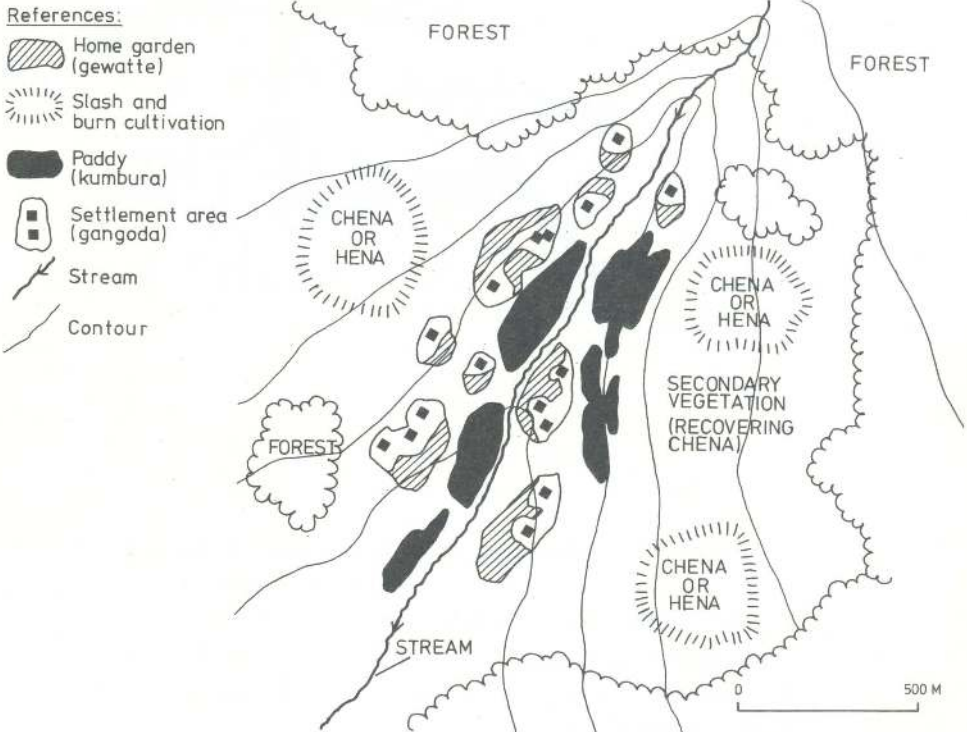 References:
Home garden
(gewatte)
Slash and
burn cultivation
Paddy
(kumbura)
Settlement area
(gangoda)
Stream
Contour
FOREST
FOREST
CHENA
OR
HENA
CHENA
OR
HENA
SECONDARY
VEGETATION
(RECOVERING
CHENA)
FOREST
CHENA
OR
HENA
STREAM
0 500 M